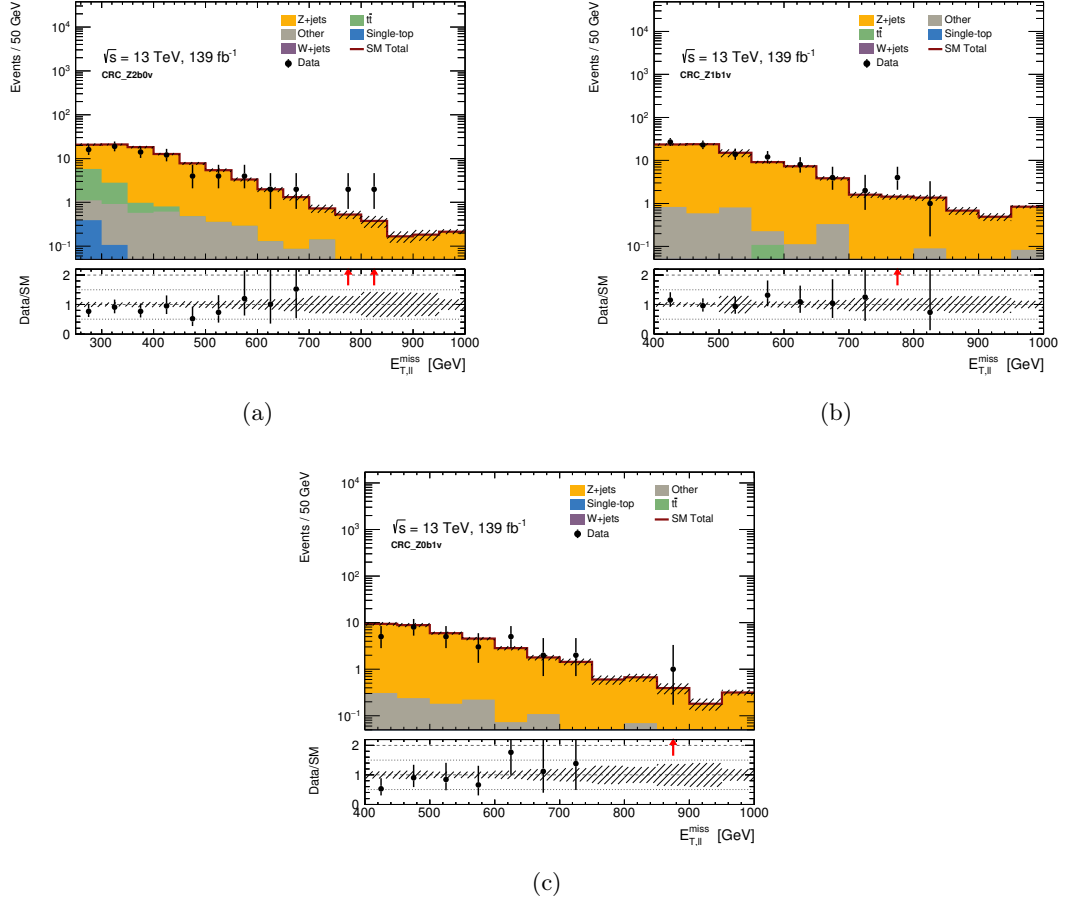 Events / 50 GeV
10⁴
10³
10²
10
1
10⁻¹
Z+jets
tt̄
Other
Single-top
W+jets
SM Total
Data
√s = 13 TeV, 139 fb⁻¹
CRC_Z2b0v
Data/SM
2
1
0
300 400 500 600 700 800 900 1000
E_T,ll^miss [GeV]
(a)
Events / 50 GeV
10⁴
10³
10²
10
1
10⁻¹
Z+jets
Other
tt̄
Single-top
W+jets
SM Total
Data
√s = 13 TeV, 139 fb⁻¹
CRC_Z1b1v
Data/SM
2
1
0
400 500 600 700 800 900 1000
E_T,ll^miss [GeV]
(b)
Events / 50 GeV
10⁴
10³
10²
10
1
10⁻¹
Z+jets
Other
Single-top
tt̄
W+jets
SM Total
Data
√s = 13 TeV, 139 fb⁻¹
CRC_Z0b1v
Data/SM
2
1
0
400 500 600 700 800 900 1000
E_T,ll^miss [GeV]
(c)